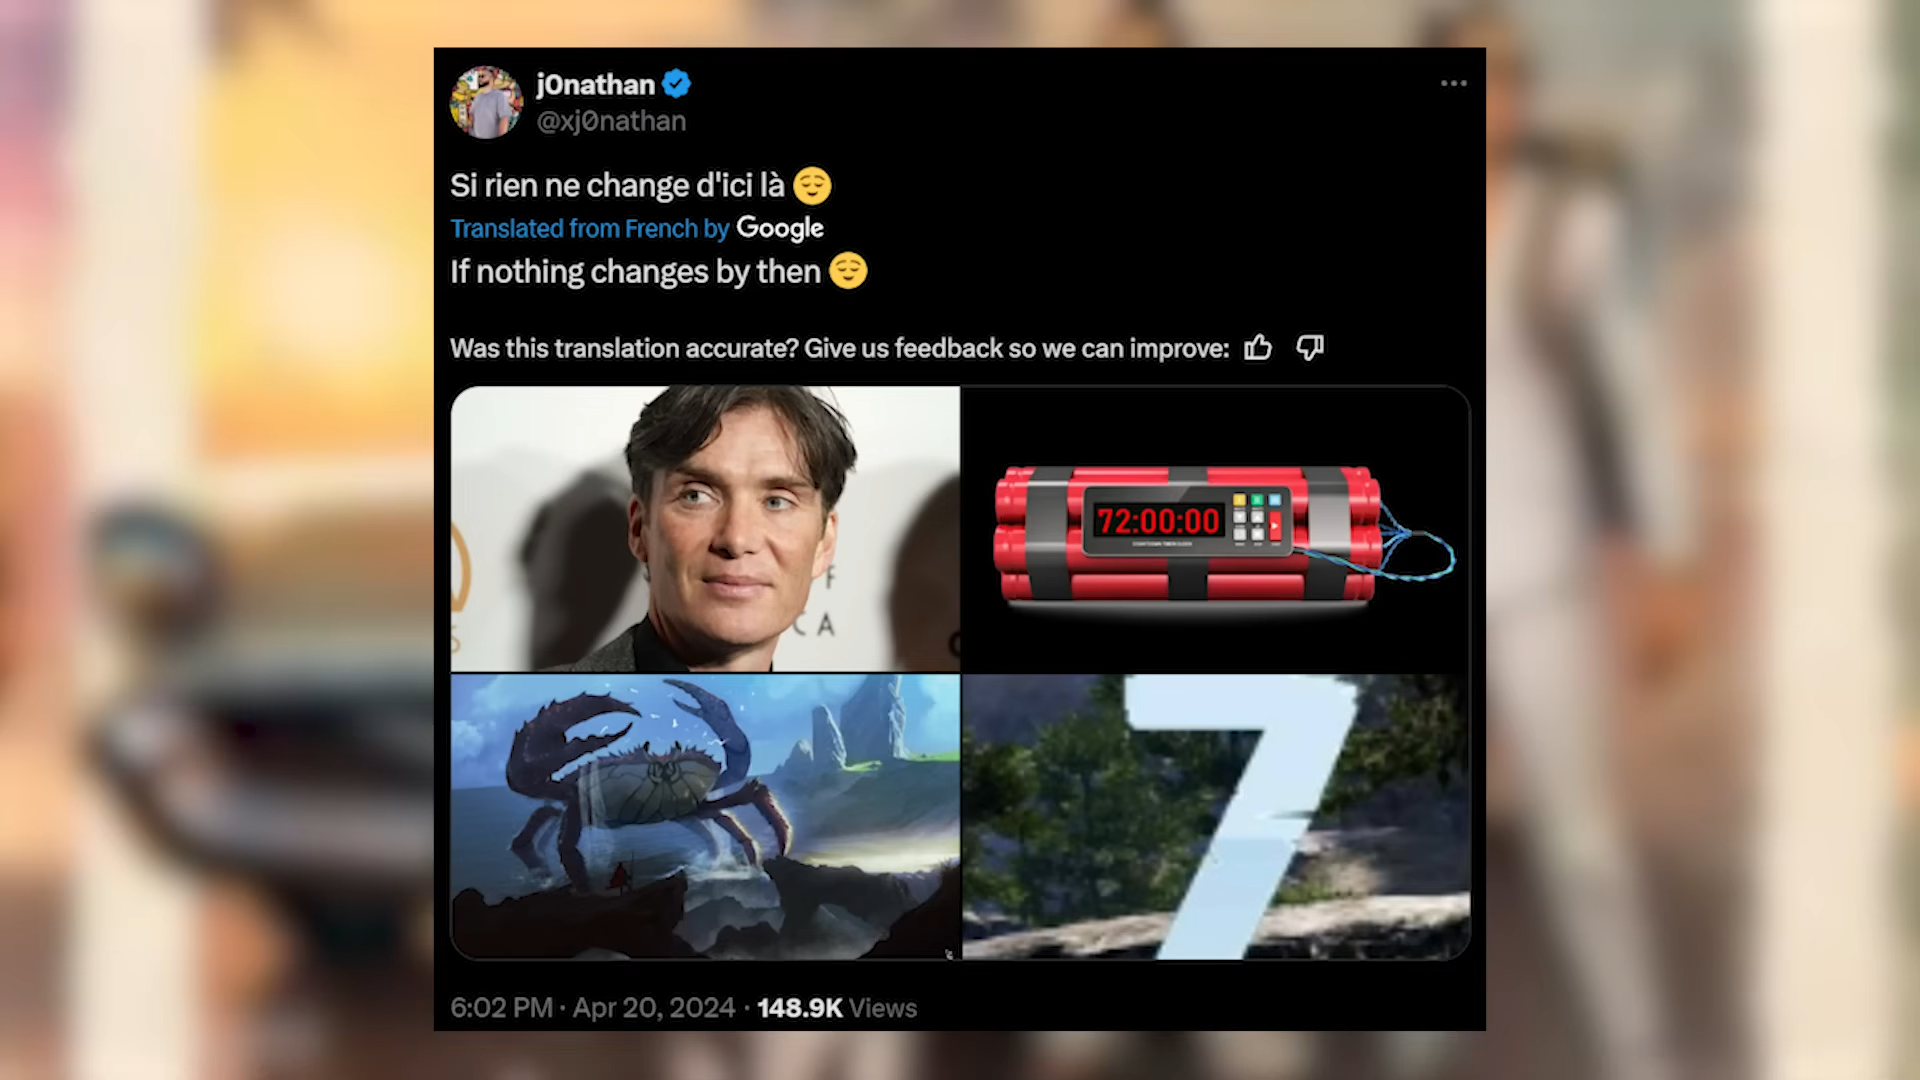 j0nathan
@xj0nathan
Si rien ne change d'ici là 😌
Translated from French by Google
If nothing changes by then 😌
Was this translation accurate? Give us feedback so we can improve:
F
CA
72:00:00
7
6:02 PM · Apr 20, 2024 · 148.9K Views